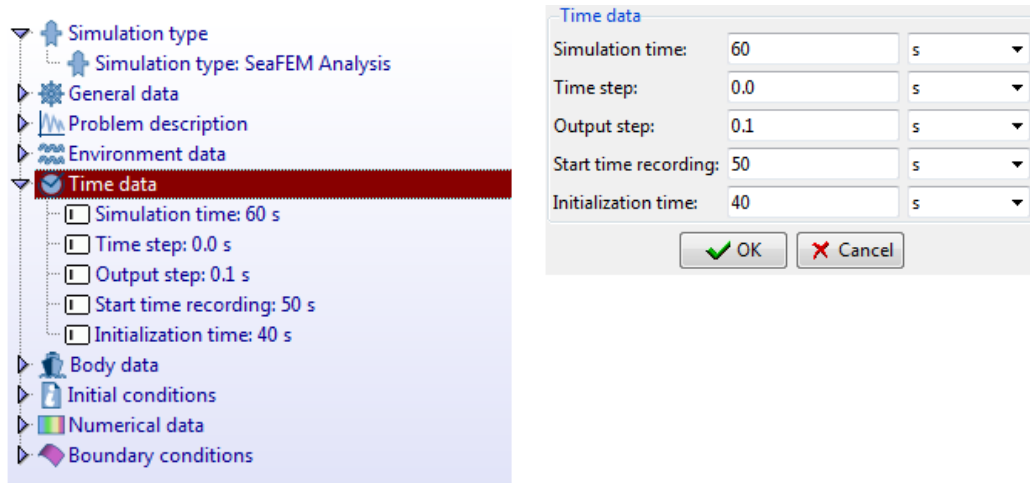 Simulation type
Simulation type: SeaFEM Analysis
General data
Problem description
Environment data
Time data
Simulation time: 60 s
Time step: 0.0 s
Output step: 0.1 s
Start time recording: 50 s
Initialization time: 40 s
Body data
Initial conditions
Numerical data
Boundary conditions
Time data
Simulation time: 60 s
Time step: 0.0 s
Output step: 0.1 s
Start time recording: 50 s
Initialization time: 40 s
OK Cancel